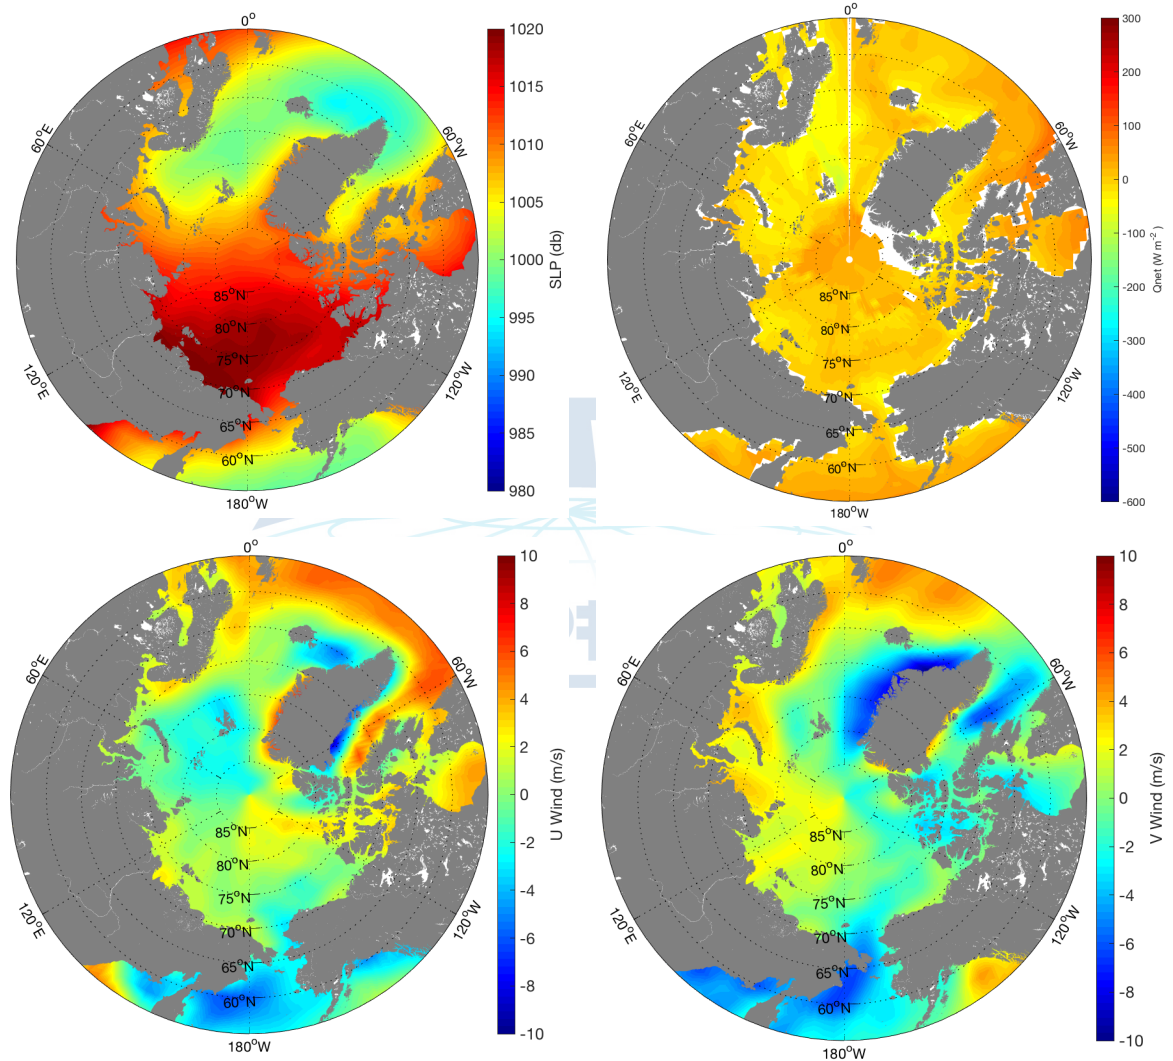 0°
60°E
60°W
120°E
120°W
180°W
85°N
80°N
75°N
70°N
65°N
60°N
1020
1015
1010
1005
1000
995
990
985
980
SLP (db)
0°
60°E
60°W
120°E
120°W
180°W
85°N
80°N
75°N
70°N
65°N
60°N
300
200
100
0
-100
-200
-300
-400
-500
-600
Qnet (W m⁻²)
0°
60°E
60°W
120°E
120°W
180°W
85°N
80°N
75°N
70°N
65°N
60°N
10
8
6
4
2
0
-2
-4
-6
-8
-10
U Wind (m/s)
0°
60°E
60°W
120°E
120°W
180°W
85°N
80°N
75°N
70°N
65°N
60°N
10
8
6
4
2
0
-2
-4
-6
-8
-10
V Wind (m/s)